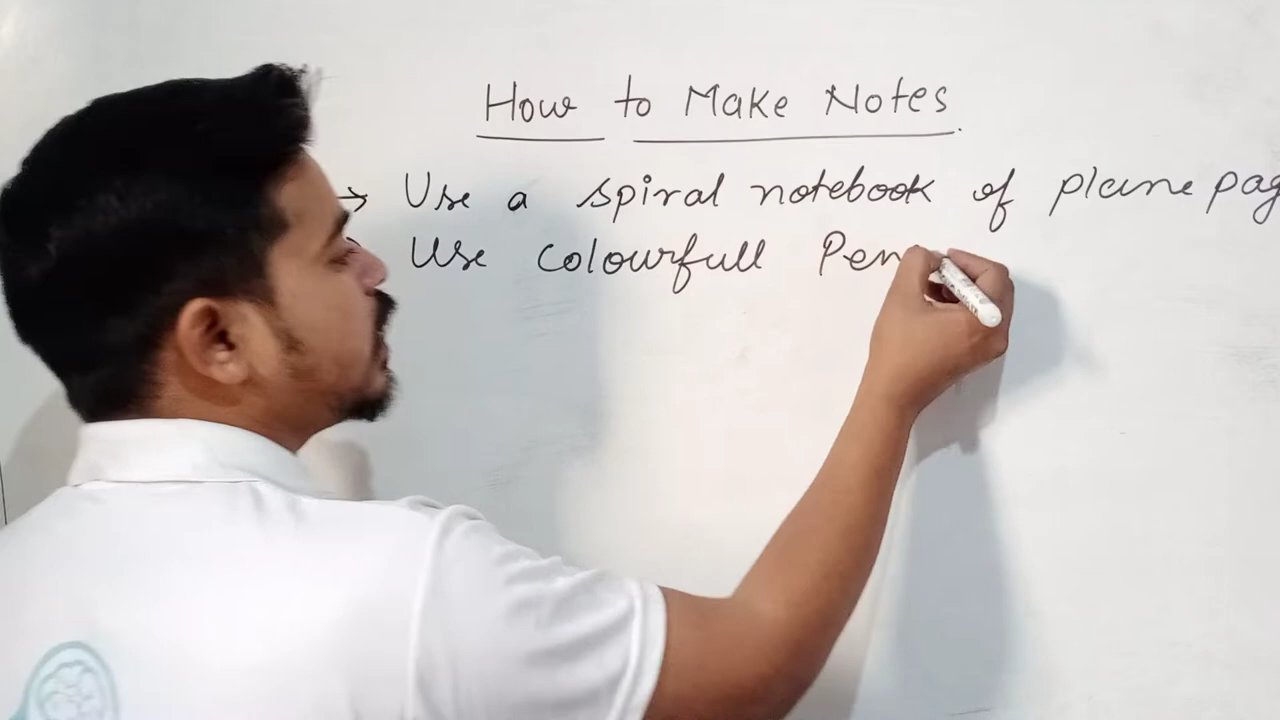 How to Make Notes.
→ Use a spiral notebook of plane pag
Use Colourfull Pen